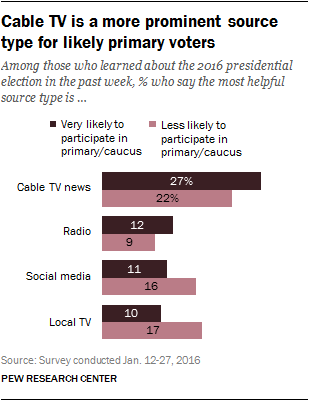 Cable TV is a more prominent source
type for likely primary voters
Among those who learned about the 2016 presidential
election in the past week, % who say the most helpful
source type is ...
Very likely to
participate in
primary/caucus
Less likely to
participate in
primary/caucus
Cable TV news
27%
22%
Radio
12
9
Social media
11
16
Local TV
10
17
Source: Survey conducted Jan. 12-27, 2016
PEW RESEARCH CENTER